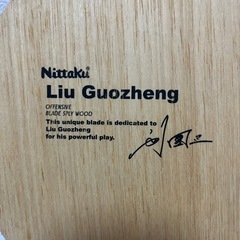 Nittaku®
Liu Guozheng
OFFENSIVE
BLADE 5PLY WOOD
This unique blade is dedicated to
Liu Guozheng
for his powerful play.